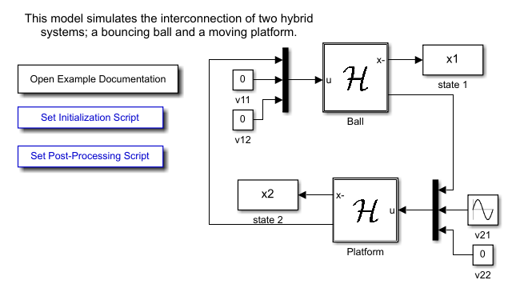 This model simulates the interconnection of two hybrid
systems; a bouncing ball and a moving platform.
Open Example Documentation
Set Initialization Script
Set Post-Processing Script
0
v11
0
v12
u
H
x-
Ball
x1
state 1
x2
state 2
x-
H
u
Platform
v21
0
v22